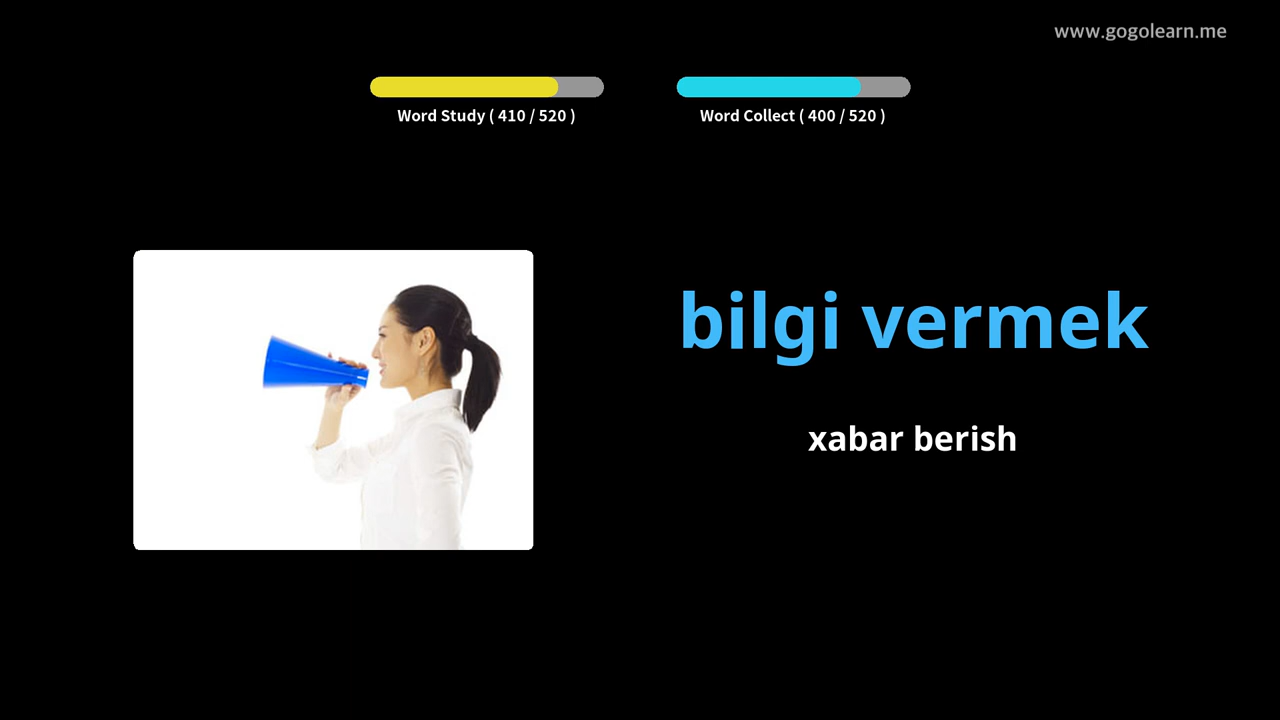 www.gogolearn.me
Word Study ( 410 / 520 )
Word Collect ( 400 / 520 )
bilgi vermek
xabar berish